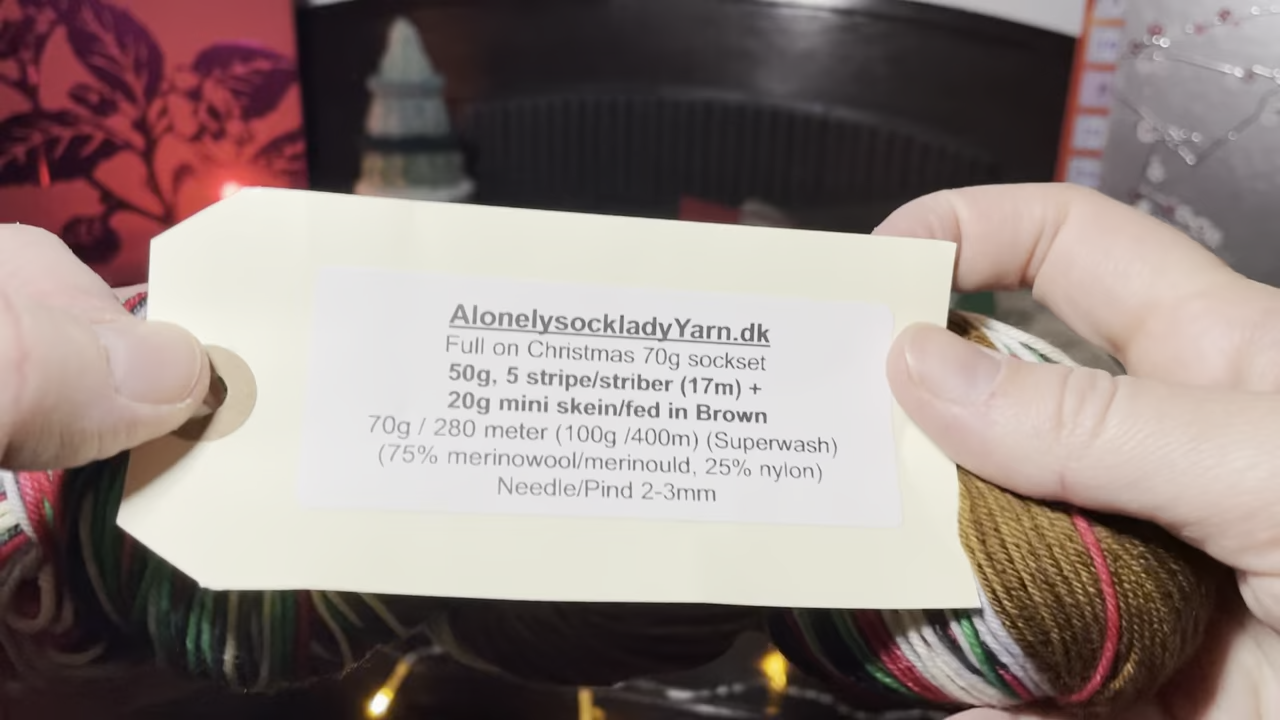 AlonelysockladyYarn.dk
Full on Christmas 70g sockset
50g, 5 stripe/striber (17m) +
20g mini skein/fed in Brown
70g / 280 meter (100g /400m) (Superwash)
(75% merinowool/merinould, 25% nylon)
Needle/Pind 2-3mm